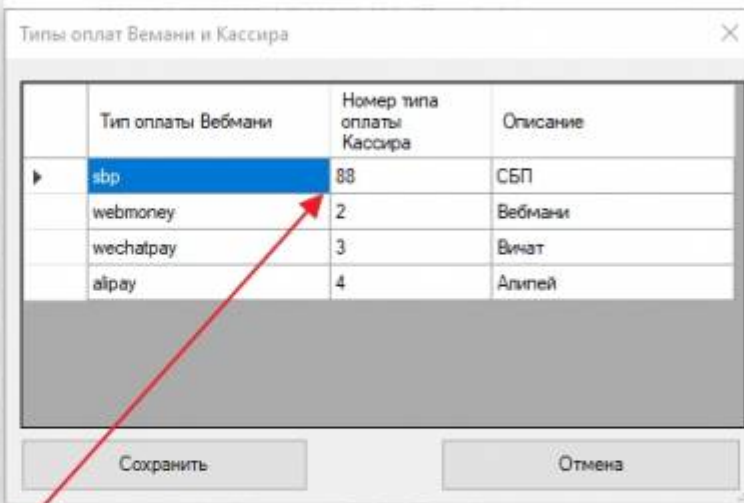 Типы оплат Вемани и Кассира
Тип оплаты Вебмани
Номер типа
оплаты
Кассира
Описание
sbp 88 СБП
webmoney 2 Вебмани
wechatpay 3 Вичат
alipay 4 Алипей
Сохранить Отмена